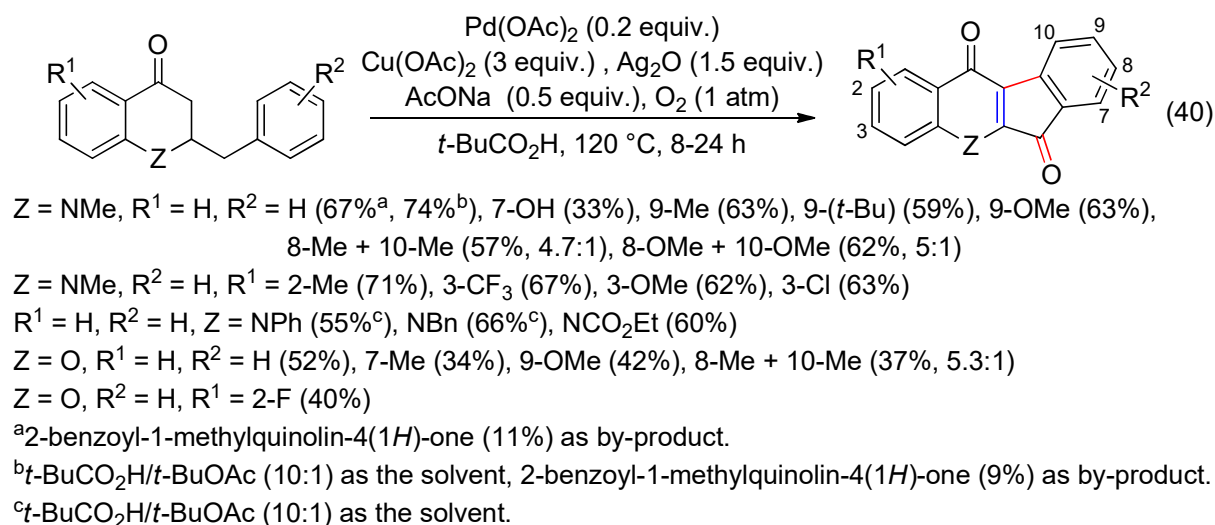 O
R1
R2
Z
Pd(OAc)2 (0.2 equiv.)
Cu(OAc)2 (3 equiv.) , Ag2O (1.5 equiv.)
AcONa (0.5 equiv.), O2 (1 atm)
t-BuCO2H, 120 °C, 8-24 h
R1
O
10
9
8
R2
7
2
3
Z
O
(40)
Z = NMe, R1 = H, R2 = H (67%a, 74%b), 7-OH (33%), 9-Me (63%), 9-(t-Bu) (59%), 9-OMe (63%),
8-Me + 10-Me (57%, 4.7:1), 8-OMe + 10-OMe (62%, 5:1)
Z = NMe, R2 = H, R1 = 2-Me (71%), 3-CF3 (67%), 3-OMe (62%), 3-Cl (63%)
R1 = H, R2 = H, Z = NPh (55%c), NBn (66%c), NCO2Et (60%)
Z = O, R1 = H, R2 = H (52%), 7-Me (34%), 9-OMe (42%), 8-Me + 10-Me (37%, 5.3:1)
Z = O, R2 = H, R1 = 2-F (40%)
a2-benzoyl-1-methylquinolin-4(1H)-one (11%) as by-product.
bt-BuCO2H/t-BuOAc (10:1) as the solvent, 2-benzoyl-1-methylquinolin-4(1H)-one (9%) as by-product.
ct-BuCO2H/t-BuOAc (10:1) as the solvent.